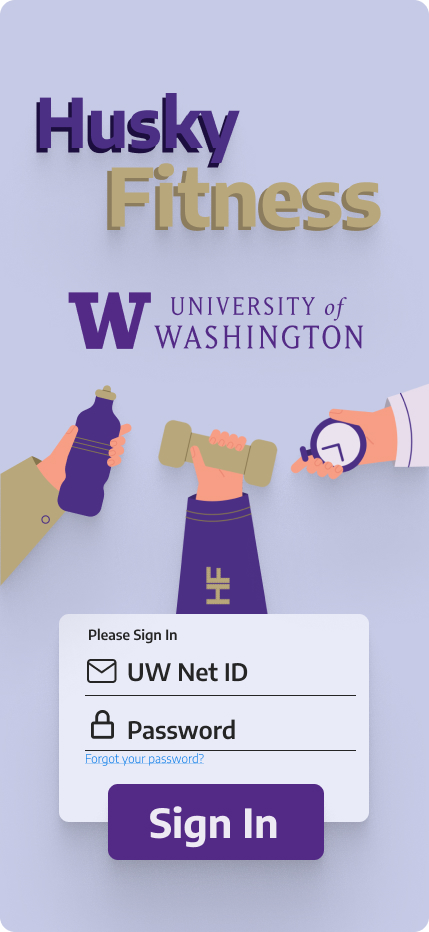 Husky
Fitness
W UNIVERSITY of
WASHINGTON
HF
Please Sign In
UW Net ID
Password
Forgot your password?
Sign In